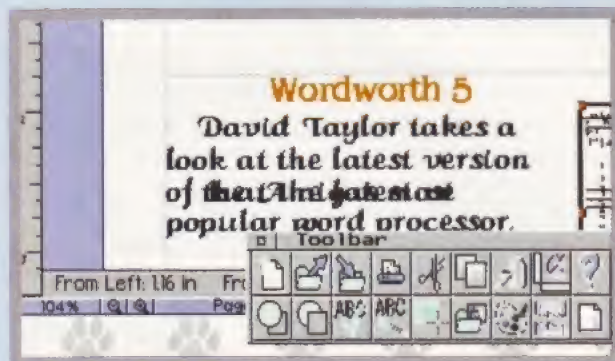 Wordworth 5
David Taylor takes a
look at the latest version
of
popular word processor.
Toolbar
From Left: 1.16 in
104%
ABC ABC